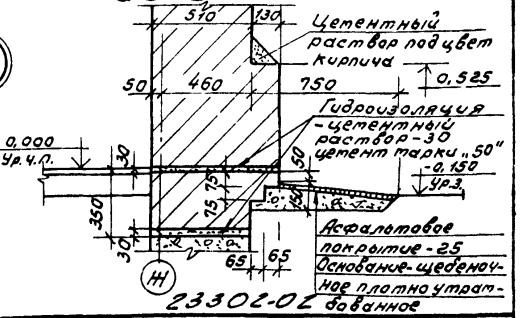 510
130
Цементный
раствор под цвет
кирпича
50
460
750
0,525
Гидроизоляция
-цементный
раствор-30
цемент марки „50"
0,000
Ур.ч.п.
30
50
-0,150
Ур.з.
75
75
150
350
30
65
65
Асфальтовое
покрытие-25
Основание-щебеноч-
ное плотно утрам-
бованное
Ж
23302-02